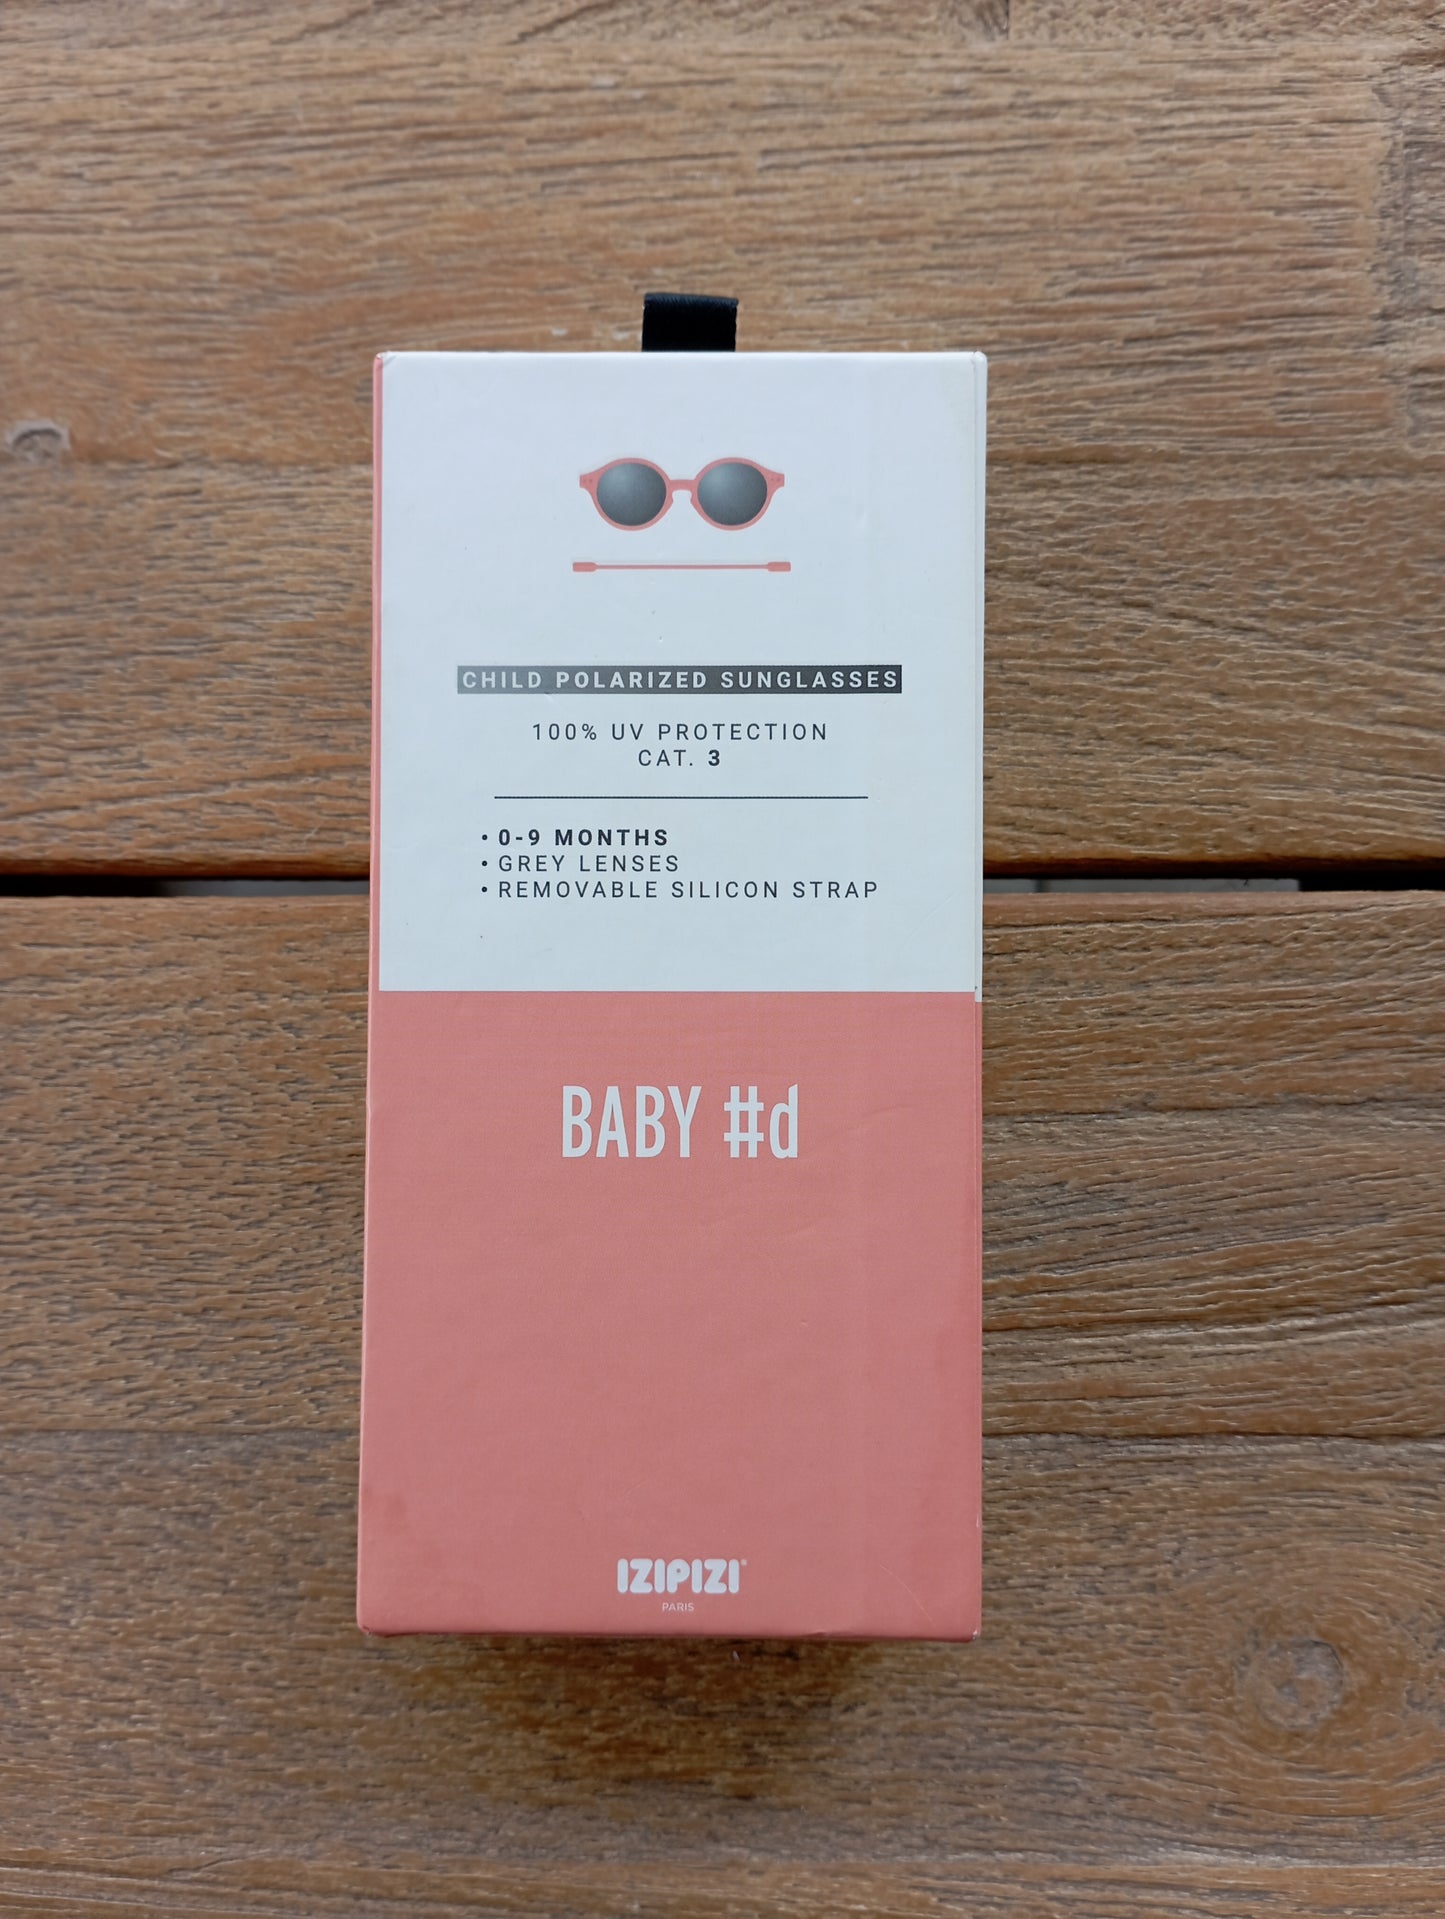 CHILD POLARIZED SUNGLASSES
100% UV PROTECTION
CAT. 3
• 0-9 MONTHS
• GREY LENSES
• REMOVABLE SILICON STRAP
BABY #d
IZIPIZI®
PARIS